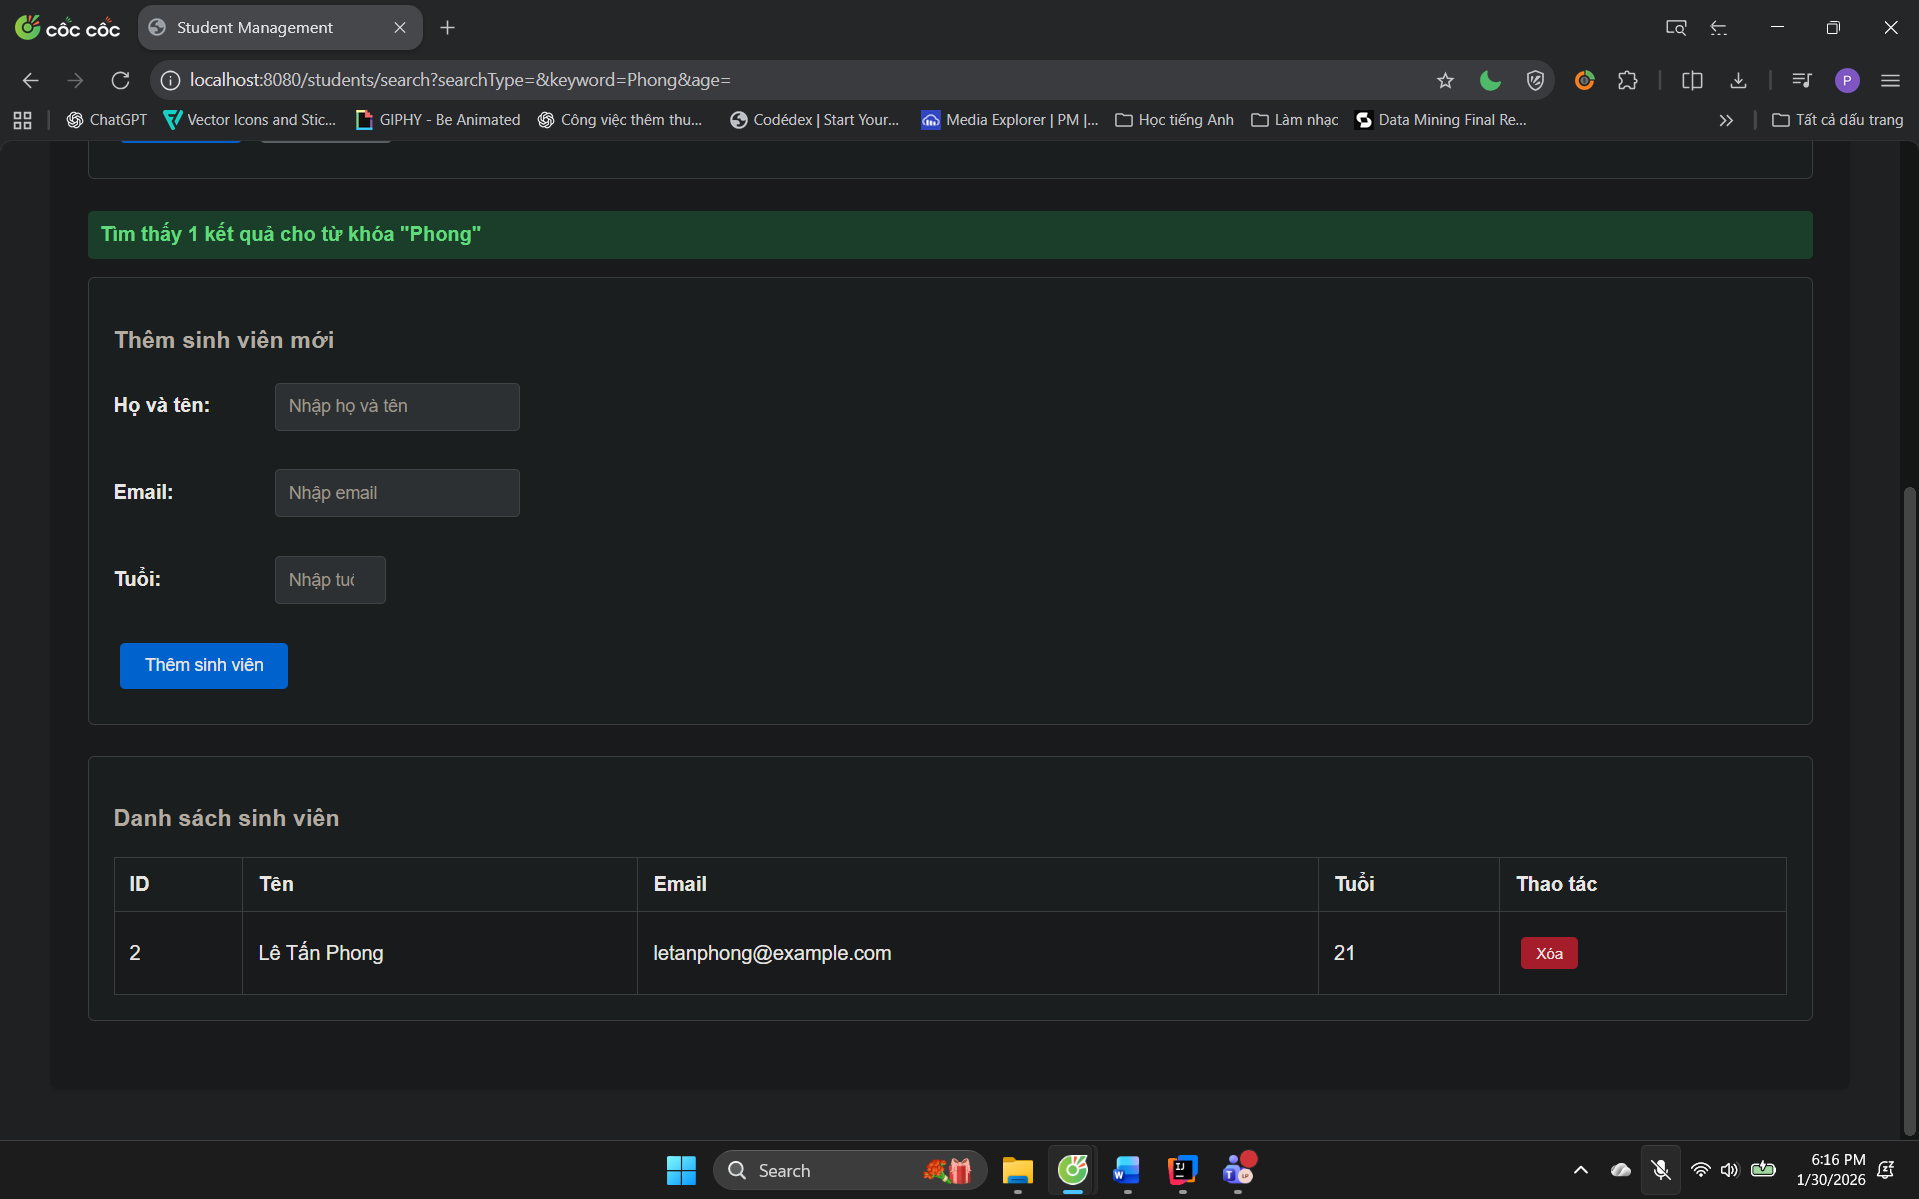 cốc cốc
Student Management
localhost:8080/students/search?searchType=&keyword=Phong&age=
P
ChatGPT
Vector Icons and Stic...
GIPHY - Be Animated
Công việc thêm thu...
Codédex | Start Your...
Media Explorer | PM |...
Học tiếng Anh
Làm nhạc
Data Mining Final Re...
Tất cả dấu trang
Tìm thấy 1 kết quả cho từ khóa "Phong"
Thêm sinh viên mới
Họ và tên:
Nhập họ và tên
Email:
Nhập email
Tuổi:
Nhập tuổ
Thêm sinh viên
Danh sách sinh viên
ID Tên Email Tuổi Thao tác
2 Lê Tấn Phong letanphong@example.com 21 Xóa
Search
6:16 PM
1/30/2026